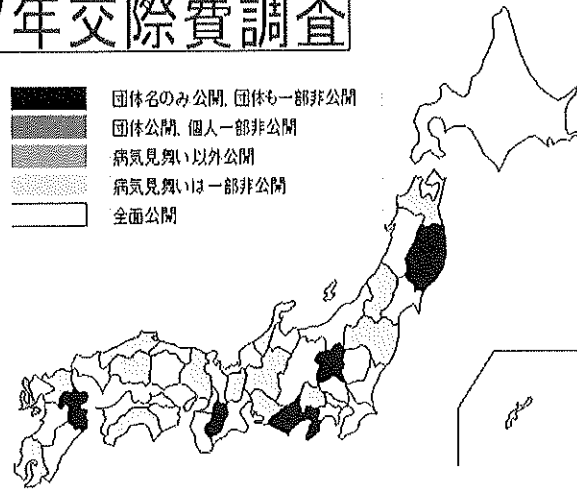 年交際費調査
団体名のみ公開, 団体も一部非公開
団体公開, 個人一部非公開
病気見舞い以外公開
病気見舞いは一部非公開
全面公開